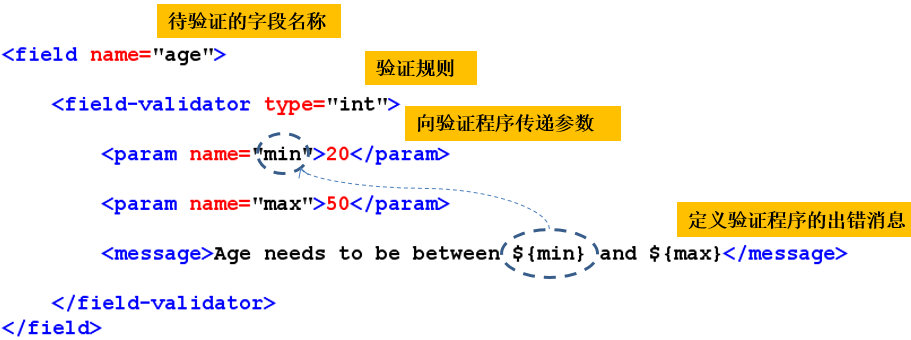 待验证的字段名称
<field name="age">
验证规则
<field-validator type="int">
向验证程序传递参数
<param name="min">20</param>
<param name="max">50</param>
定义验证程序的出错消息
<message>Age needs to be between ${min} and ${max}</message>
</field-validator>
</field>